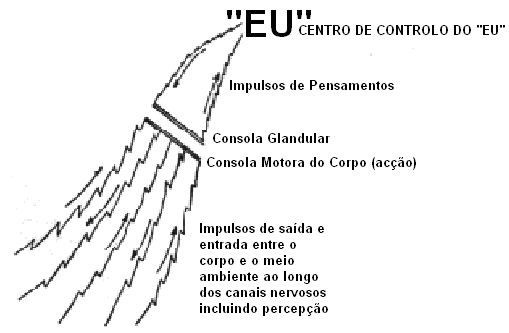 "EU" CENTRO DE CONTROLO DO "EU"
Impulsos de Pensamentos
Consola Glandular
Consola Motora do Corpo (acção)
Impulsos de saída e
entrada entre o
corpo e o meio
ambiente ao longo
dos canais nervosos
incluindo percepção